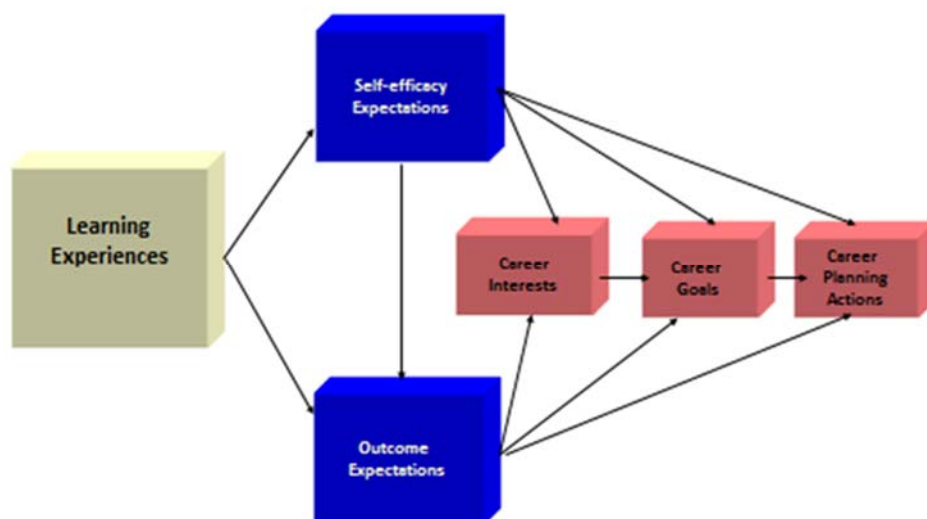 Self-efficacy
Expectations
Learning
Experiences
Career
Interests
Career
Goals
Career
Planning
Actions
Outcome
Expectations